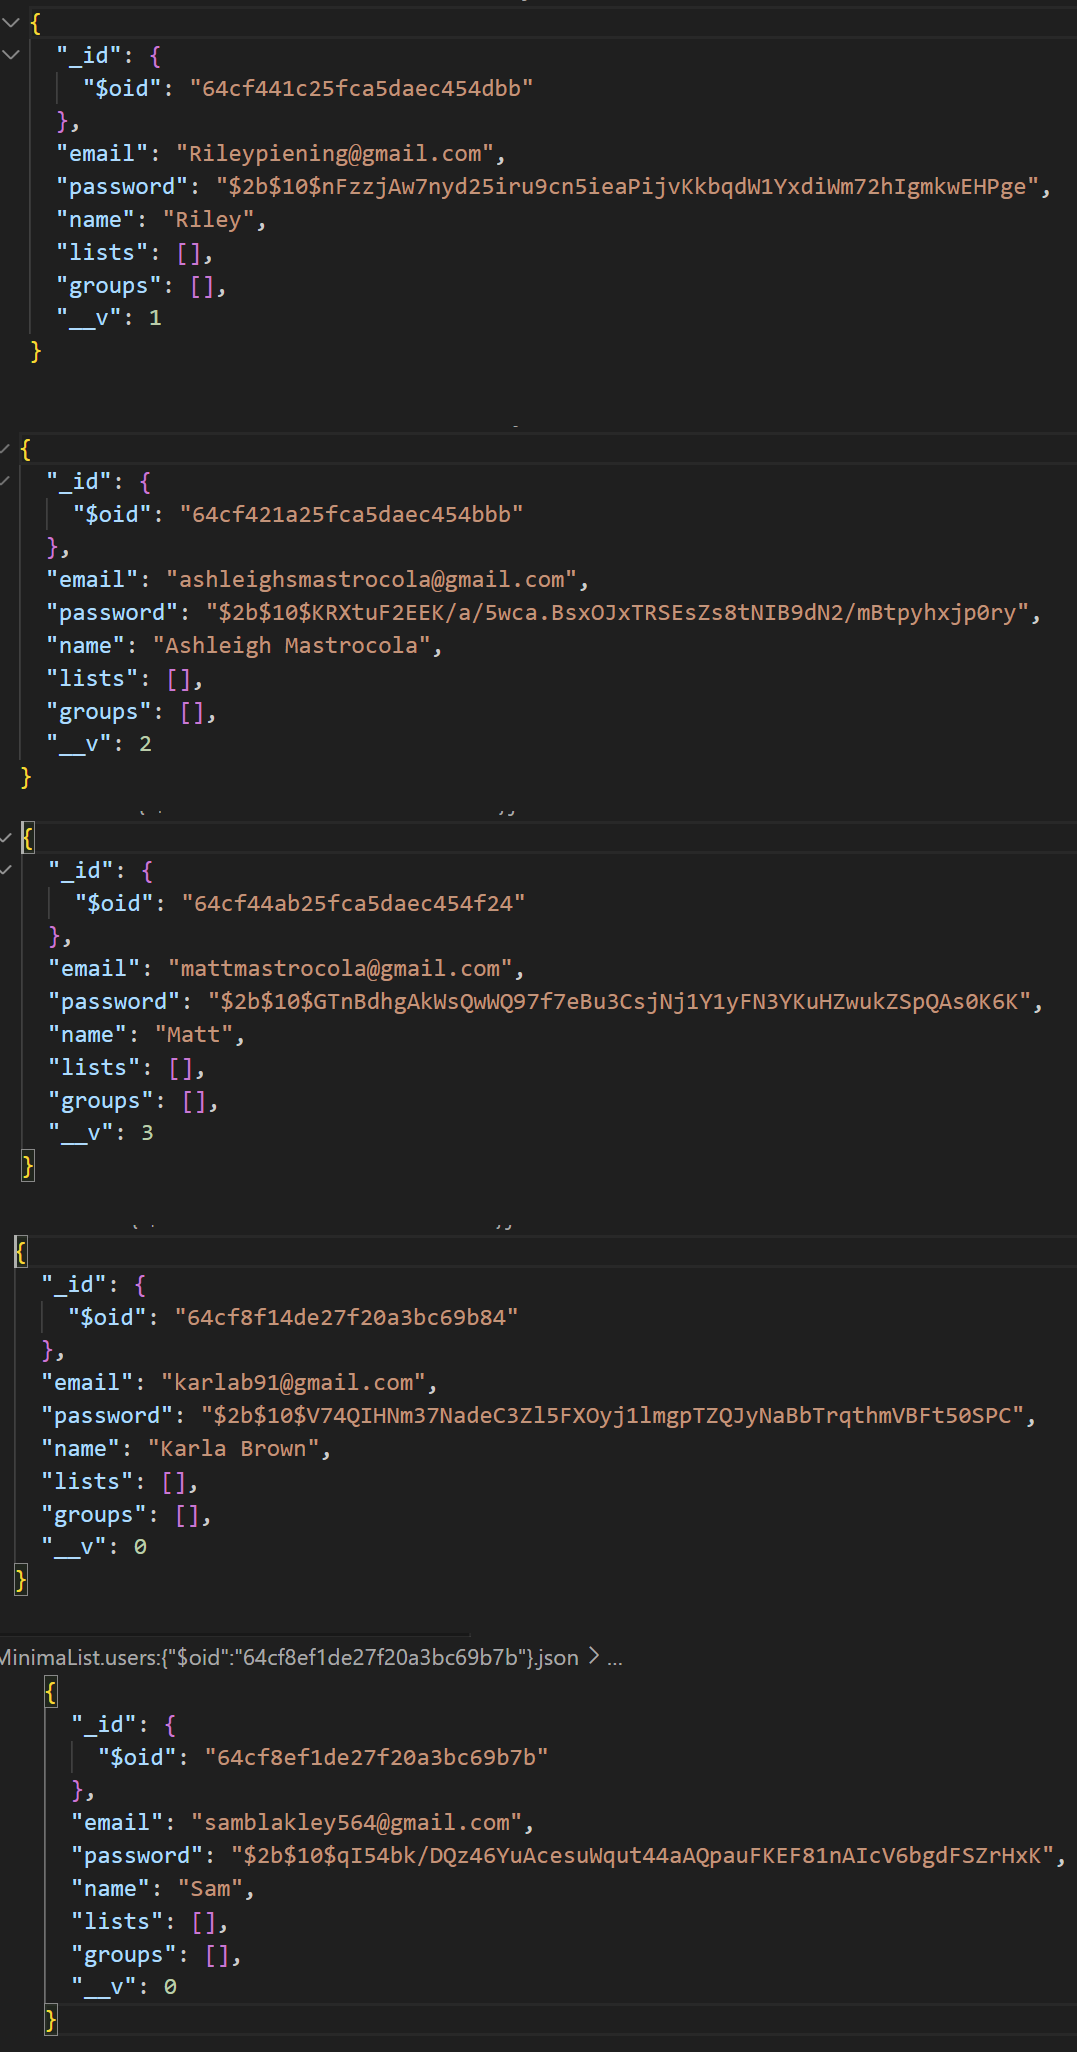 {
"_id": {
"$oid": "64cf441c25fca5daec454dbb"
},
"email": "Rileypiening@gmail.com",
"password": "$2b$10$nFzzjAw7nyd25iru9cn5ieaPijvKkbqdW1YxdiWm72hIgmkwEHPge",
"name": "Riley",
"lists": [],
"groups": [],
"__v": 1
}
{
"_id": {
"$oid": "64cf421a25fca5daec454bbb"
},
"email": "ashleighsmastrocola@gmail.com",
"password": "$2b$10$KRXtuF2EEK/a/5wca.BsxOJxTRSEsZs8tNIB9dN2/mBtpyhxjp0ry",
"name": "Ashleigh Mastrocola",
"lists": [],
"groups": [],
"__v": 2
}
{
"_id": {
"$oid": "64cf44ab25fca5daec454f24"
},
"email": "mattmastrocola@gmail.com",
"password": "$2b$10$GTnBdhgAkWsQwWQ97f7eBu3CsjNj1Y1yFN3YKuHZwukZSpQAs0K6K",
"name": "Matt",
"lists": [],
"groups": [],
"__v": 3
}
{
"_id": {
"$oid": "64cf8f14de27f20a3bc69b84"
},
"email": "karlab91@gmail.com",
"password": "$2b$10$V74QIHNm37NadeC3Zl5FXOyj1lmgpTZQJyNaBbTrqthmVBFt50SPC",
"name": "Karla Brown",
"lists": [],
"groups": [],
"__v": 0
}
MinimaList.users:{"$oid":"64cf8ef1de27f20a3bc69b7b"}.json > ...
{
"_id": {
"$oid": "64cf8ef1de27f20a3bc69b7b"
},
"email": "samblakley564@gmail.com",
"password": "$2b$10$qI54bk/DQz46YuAcesuWqut44aAQpauFKEF81nAIcV6bgdFSZrHxK",
"name": "Sam",
"lists": [],
"groups": [],
"__v": 0
}